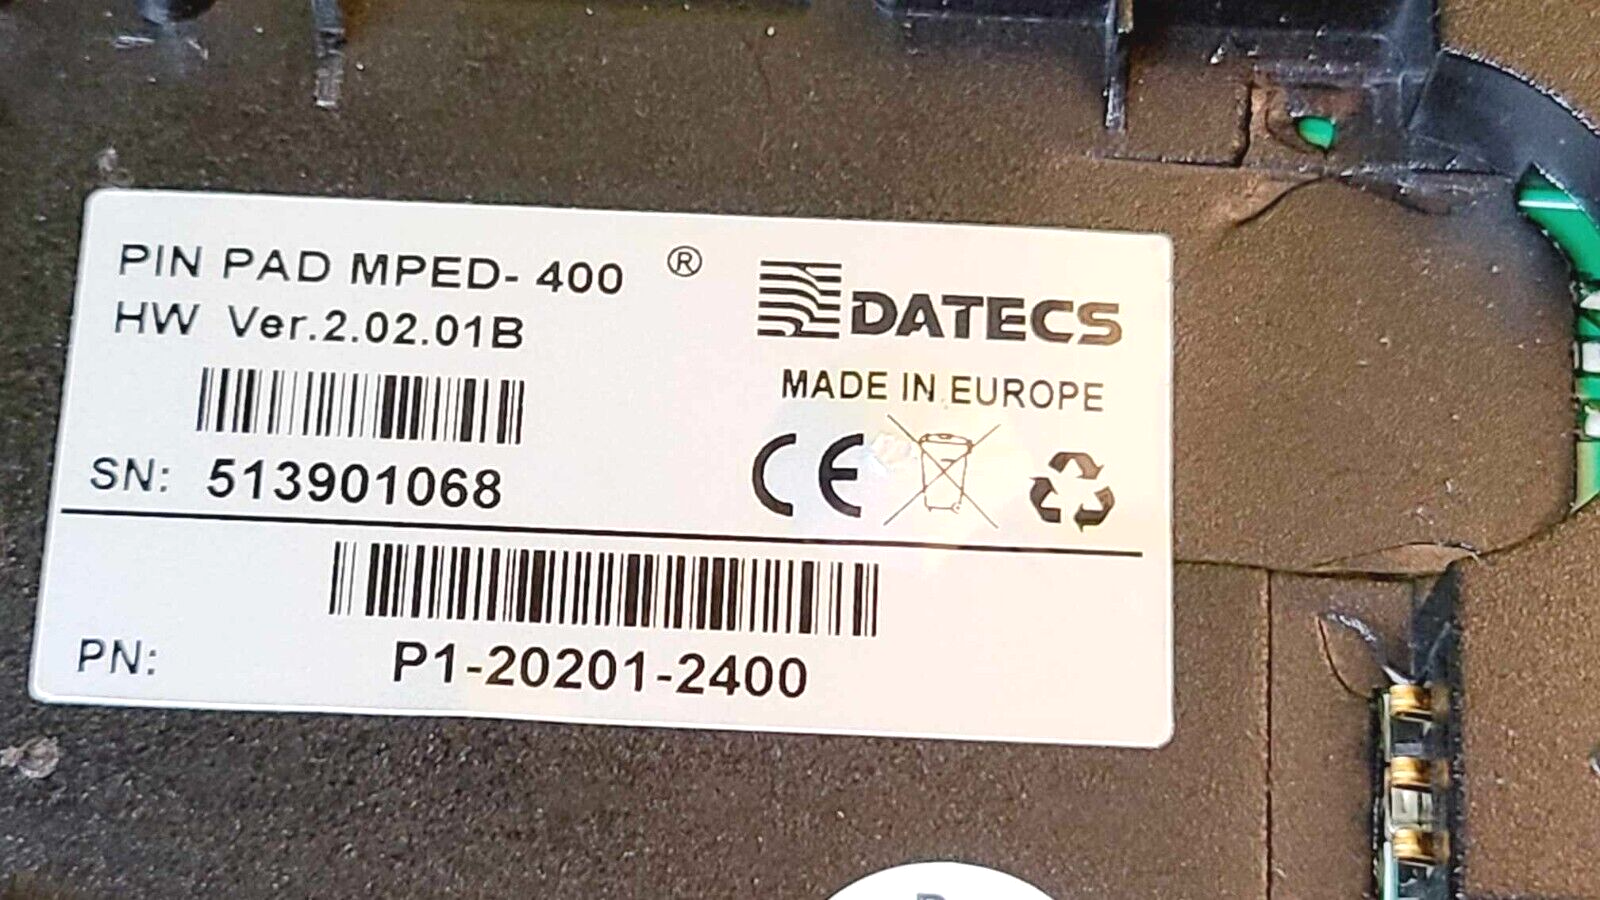 PIN PAD MPED- 400 ®
HW Ver.2.02.01B
SN: 513901068
DATECS
MADE IN EUROPE
CE
PN: P1-20201-2400